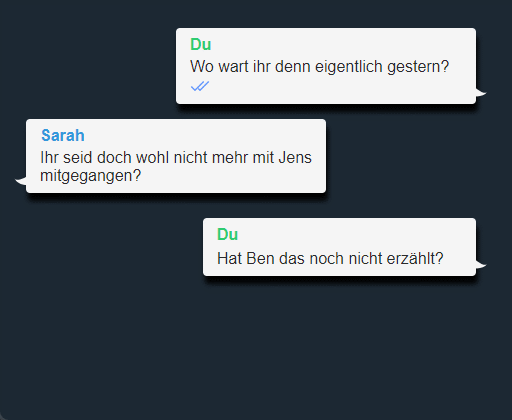 Du
Wo wart ihr denn eigentlich gestern?
Sarah
Ihr seid doch wohl nicht mehr mit Jens
mitgegangen?
Du
Hat Ben das noch nicht erzählt?